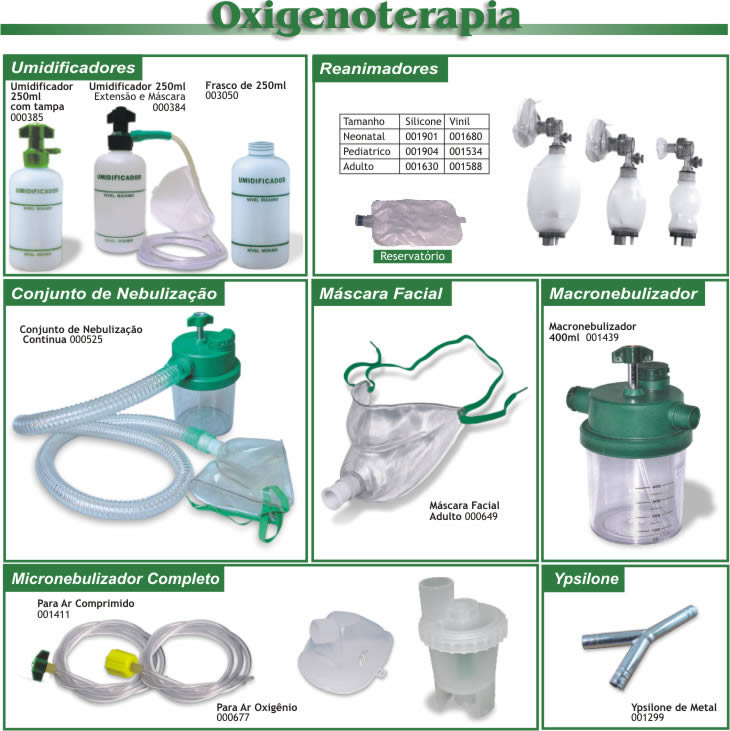 Oxigenoterapia
Umidificadores
Umidificador
250ml
com tampa
000385
Umidificador 250ml
Extensão e Máscara
000384
Frasco de 250ml
003050
UMIDIFICADOR
NIVEL MÁXIMO
NIVEL MÍNIMO
UMIDIFICADOR
NIVEL MÁXIMO
NIVEL MÍNIMO
UMIDIFICADOR
NIVEL MÁXIMO
NIVEL MÍNIMO
Reanimadores
Tamanho Silicone Vinil
Neonatal 001901 001680
Pediatrico 001904 001534
Adulto 001630 001588
Reservatório
Conjunto de Nebulização
Conjunto de Nebulização
Contínua 000525
Máscara Facial
Máscara Facial
Adulto 000649
Macronebulizador
Macronebulizador
400ml 001439
Micronebulizador Completo
Para Ar Comprimido
001411
Para Ar Oxigênio
000677
Ypsilone
Ypsilone de Metal
001299